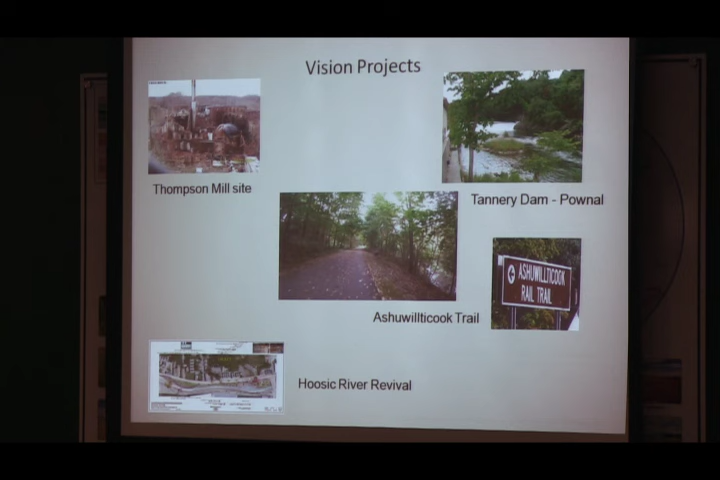 Vision Projects
Thompson Mill site
Tannery Dam - Pownal
ASHUWILLTICOOK
RAIL TRAIL
Ashuwillticook Trail
Hoosic River Revival